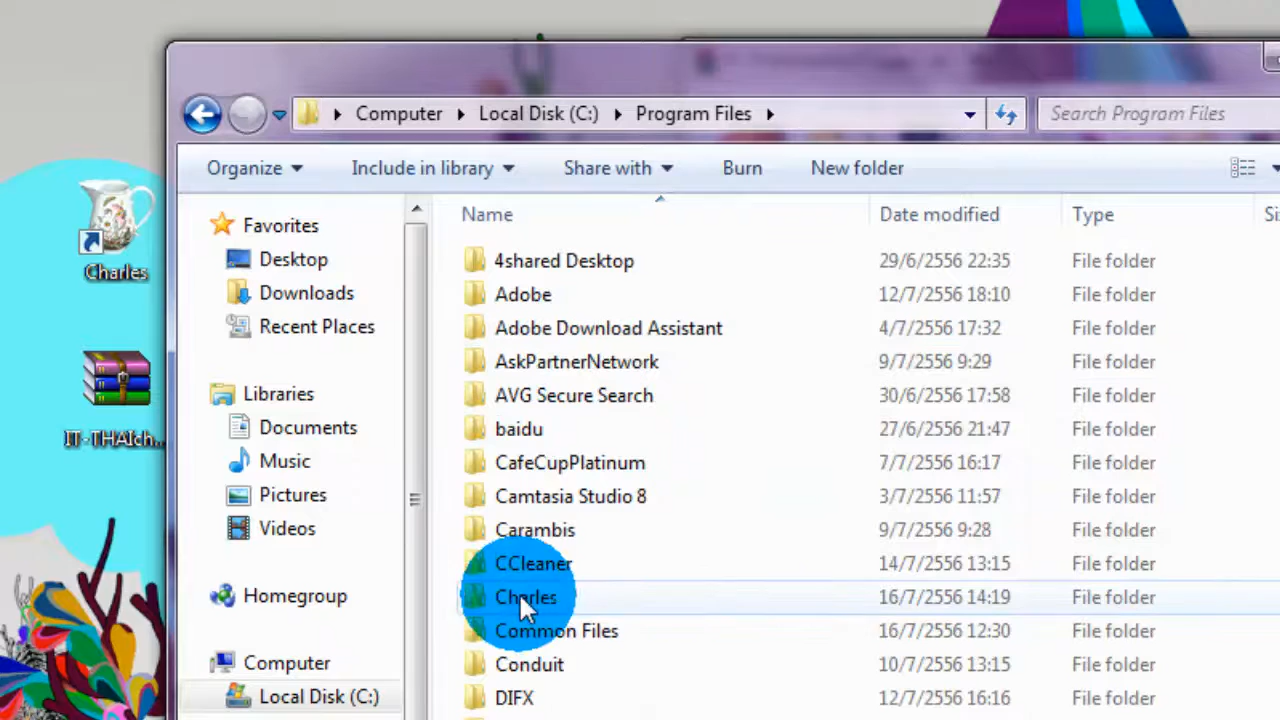 Computer Local Disk (C:) Program Files
Search Program Files
Organize Include in library Share with Burn New folder
Charles
IT-THAIch...
Favorites
Desktop
Downloads
Recent Places
Libraries
Documents
Music
Pictures
Videos
Homegroup
Computer
Local Disk (C:)
Name Date modified Type Si
4shared Desktop 29/6/2556 22:35 File folder
Adobe 12/7/2556 18:10 File folder
Adobe Download Assistant 4/7/2556 17:32 File folder
AskPartnerNetwork 9/7/2556 9:29 File folder
AVG Secure Search 30/6/2556 17:58 File folder
baidu 27/6/2556 21:47 File folder
CafeCupPlatinum 7/7/2556 16:17 File folder
Camtasia Studio 8 3/7/2556 11:57 File folder
Carambis 9/7/2556 9:28 File folder
CCleaner 14/7/2556 13:15 File folder
Charles 16/7/2556 14:19 File folder
Common Files 16/7/2556 12:30 File folder
Conduit 10/7/2556 13:15 File folder
DIFX 12/7/2556 16:16 File folder